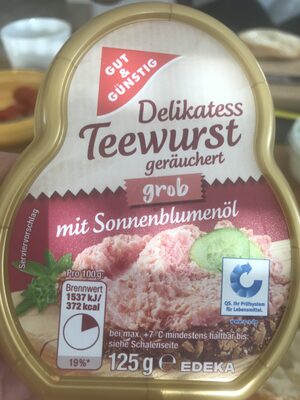 GUT
&
GÜNSTIG
Delikatess
Teewurst
geräuchert
grob
mit Sonnenblumenöl
Serviervorschlag
Pro 100g
Brennwert
1537 kJ/
372 kcal
19%*
QS. Ihr Prüfsystem
für Lebensmittel.
bei max. +7°C mindestens haltbar bis:
siehe Schalenseite
125 g e EDEKA